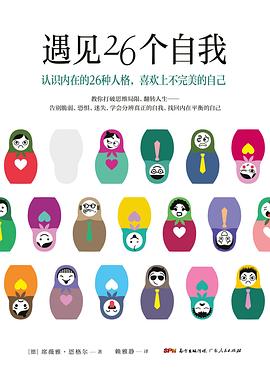 遇见26个自我
认识内在的26种人格，喜欢上不完美的自己
教你打破思维局限、翻转人生——
告别脆弱、恐惧、迷失，学会分辨真正的自我，找回内在平衡的自己
[德] 席薇雅·恩格尔 著 赖雅静 译
SPM 南方出版传媒 广东人民出版社